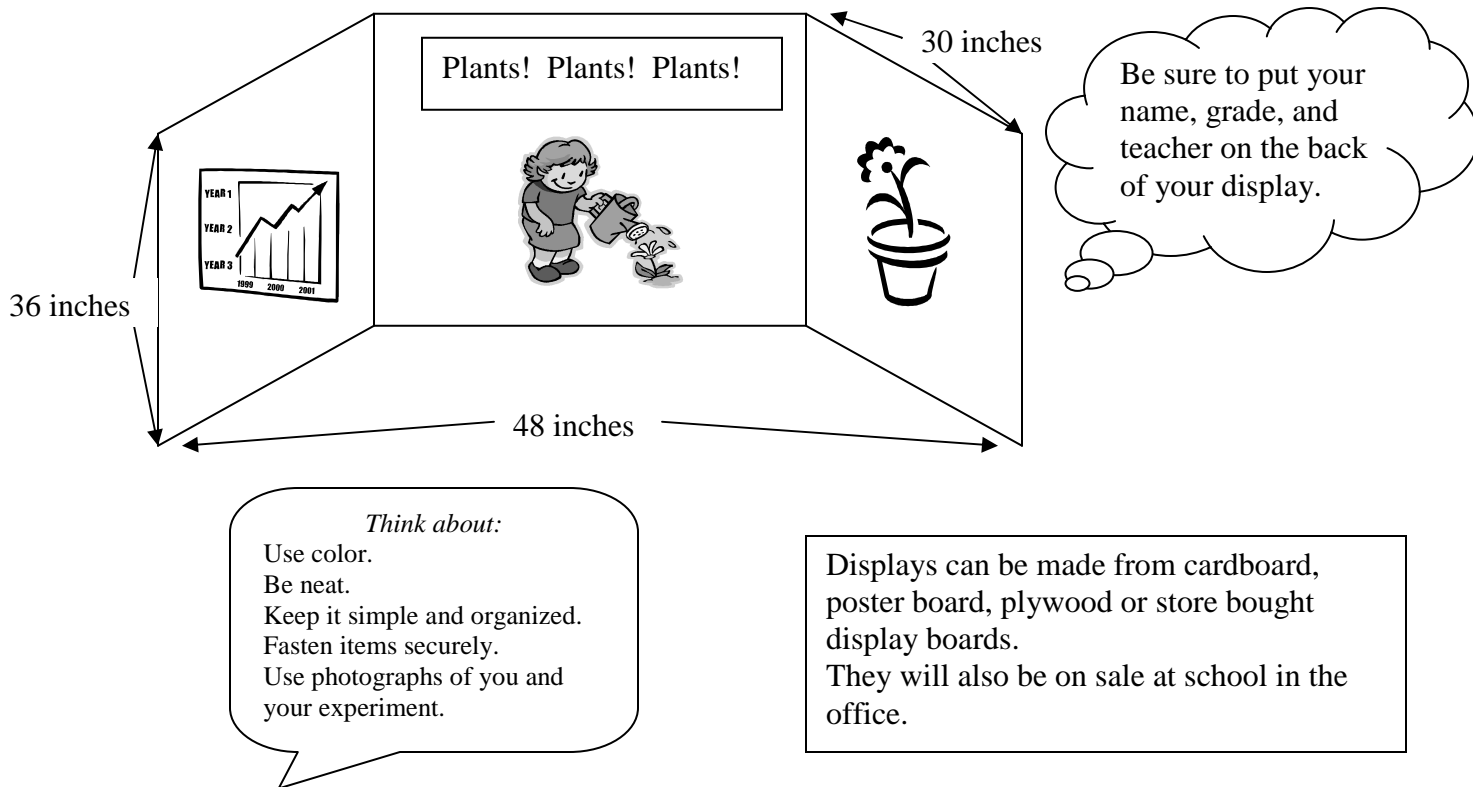 30 inches
Plants!  Plants!  Plants!
Be sure to put your
name, grade, and
teacher on the back
of your display.
YEAR 1
YEAR 2
YEAR 3
1999 2000 2001
36 inches
48 inches
Think about:
Use color.
Be neat.
Keep it simple and organized.
Fasten items securely.
Use photographs of you and
your experiment.
Displays can be made from cardboard,
poster board, plywood or store bought
display boards.
They will also be on sale at school in the
office.